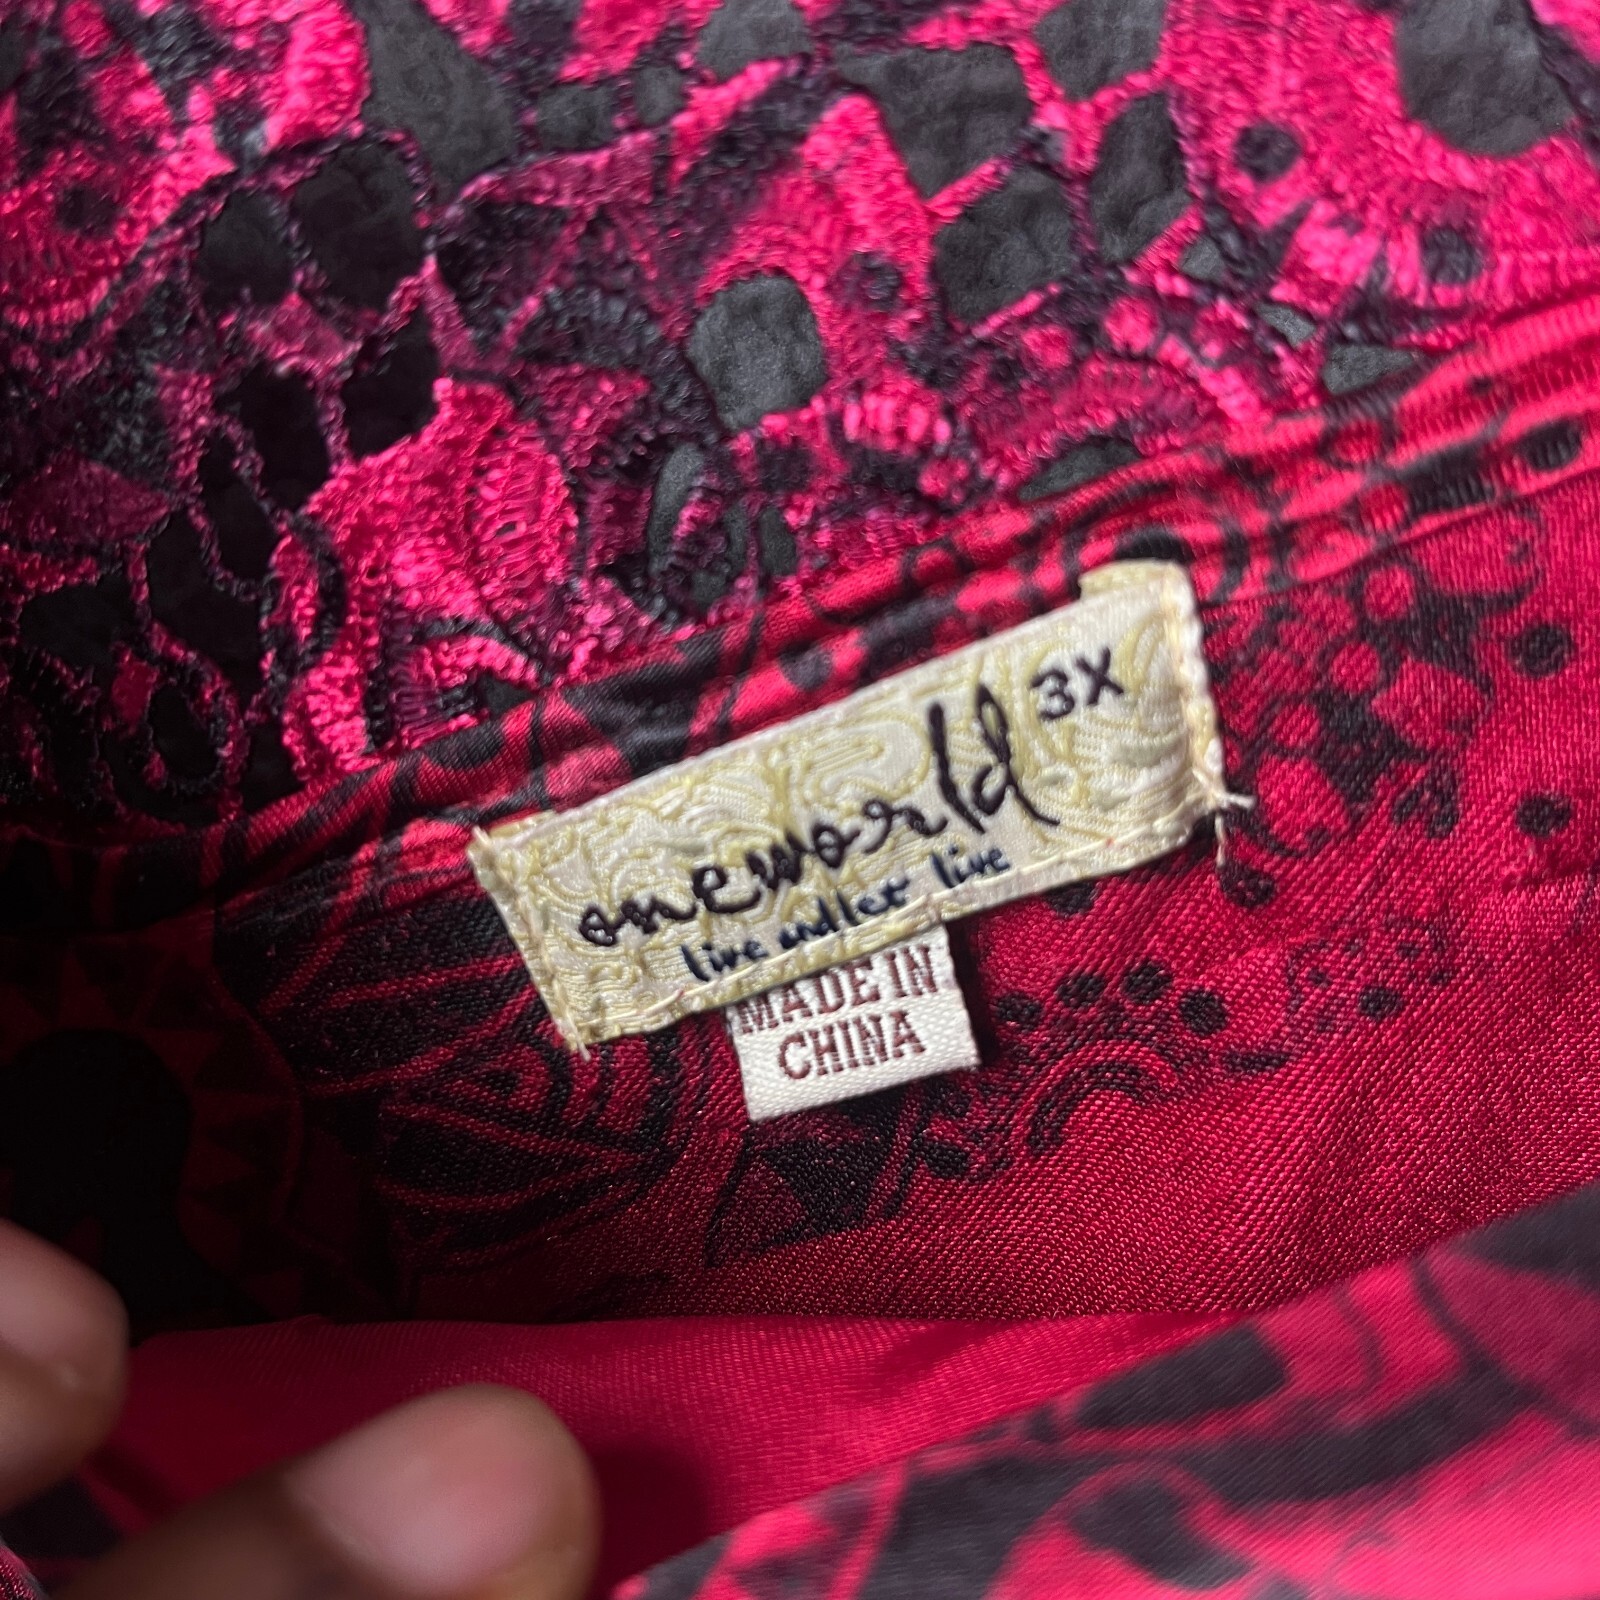 oneworld 3X
live and let live
MADE IN
CHINA